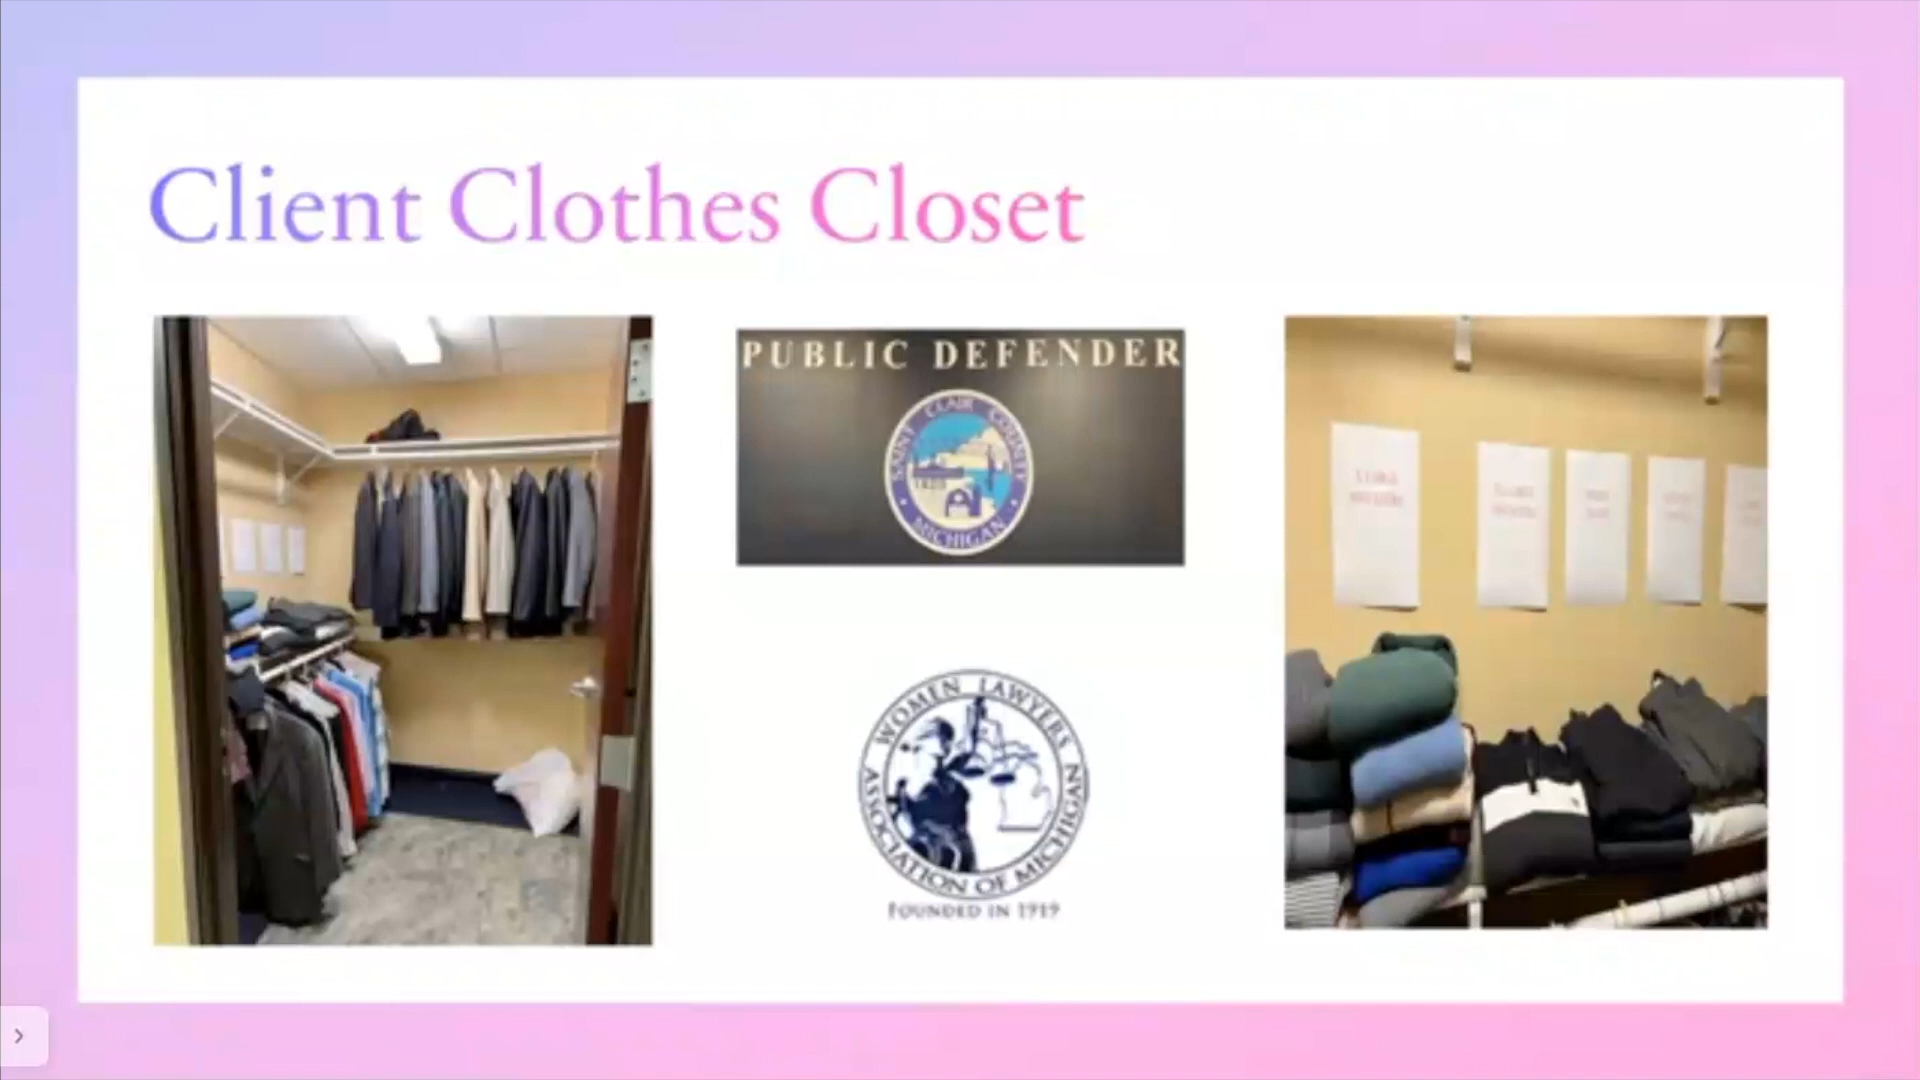 Client Clothes Closet
PUBLIC DEFENDER
SAINT CLAIR COUNTY
MICHIGAN
WOMEN LAWYERS
ASSOCIATION OF MICHIGAN
FOUNDED IN 1919